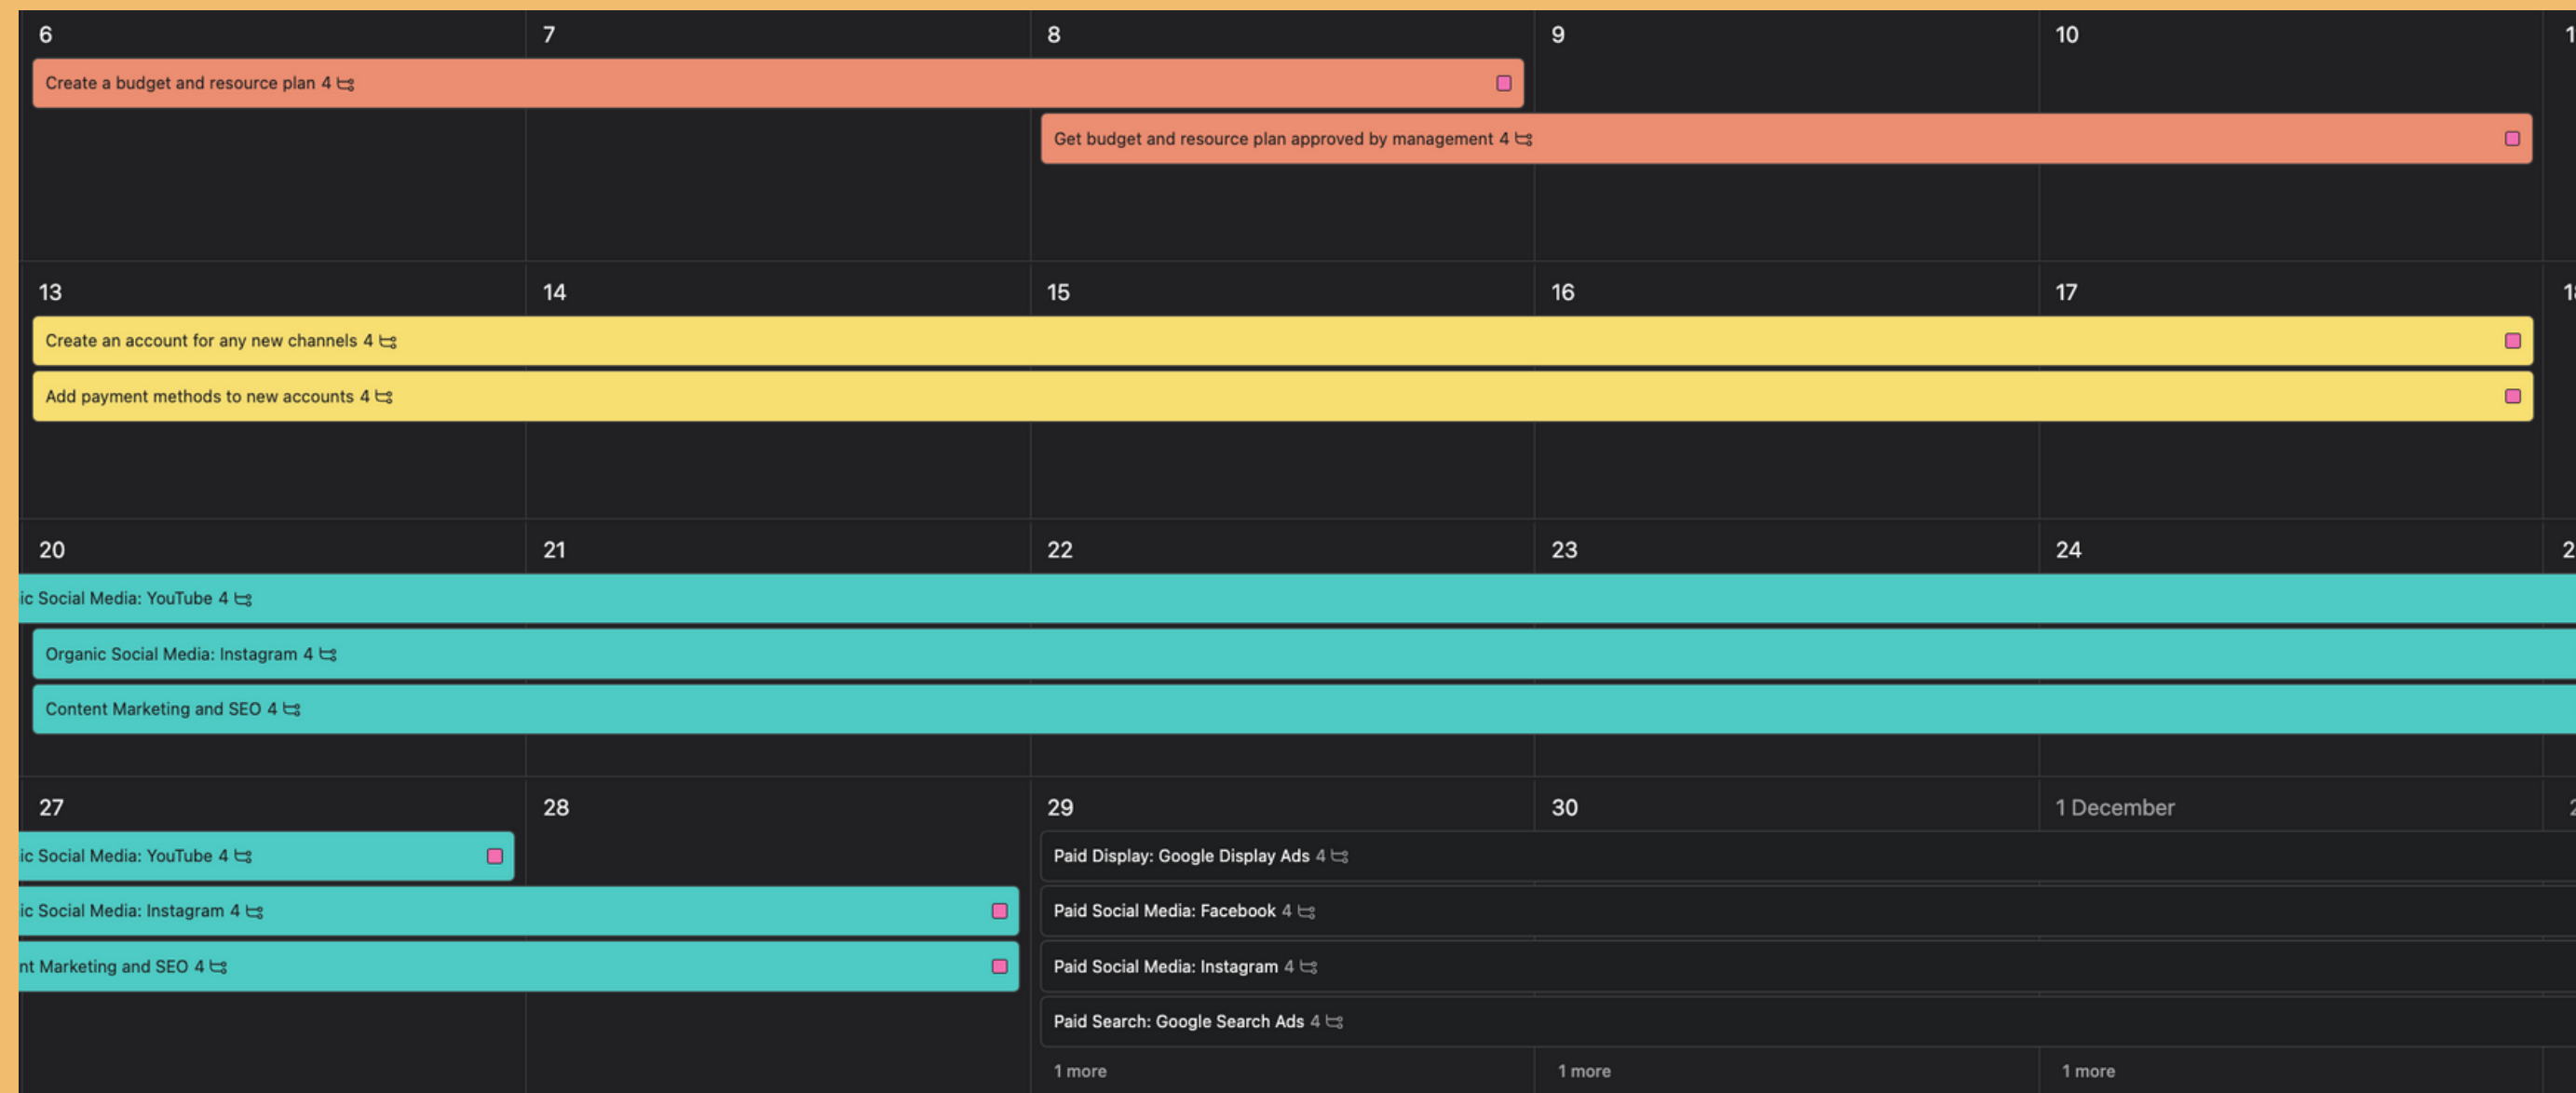 6 7 8 9 10 1
Create a budget and resource plan 4
Get budget and resource plan approved by management 4
13 14 15 16 17
Create an account for any new channels 4
Add payment methods to new accounts 4
20 21 22 23 24 2
ic Social Media: YouTube 4
Organic Social Media: Instagram 4
Content Marketing and SEO 4
27 28 29 30 1 December 2
ic Social Media: YouTube 4
Paid Display: Google Display Ads 4
ic Social Media: Instagram 4
Paid Social Media: Facebook 4
nt Marketing and SEO 4
Paid Social Media: Instagram 4
Paid Search: Google Search Ads 4
1 more 1 more 1 more